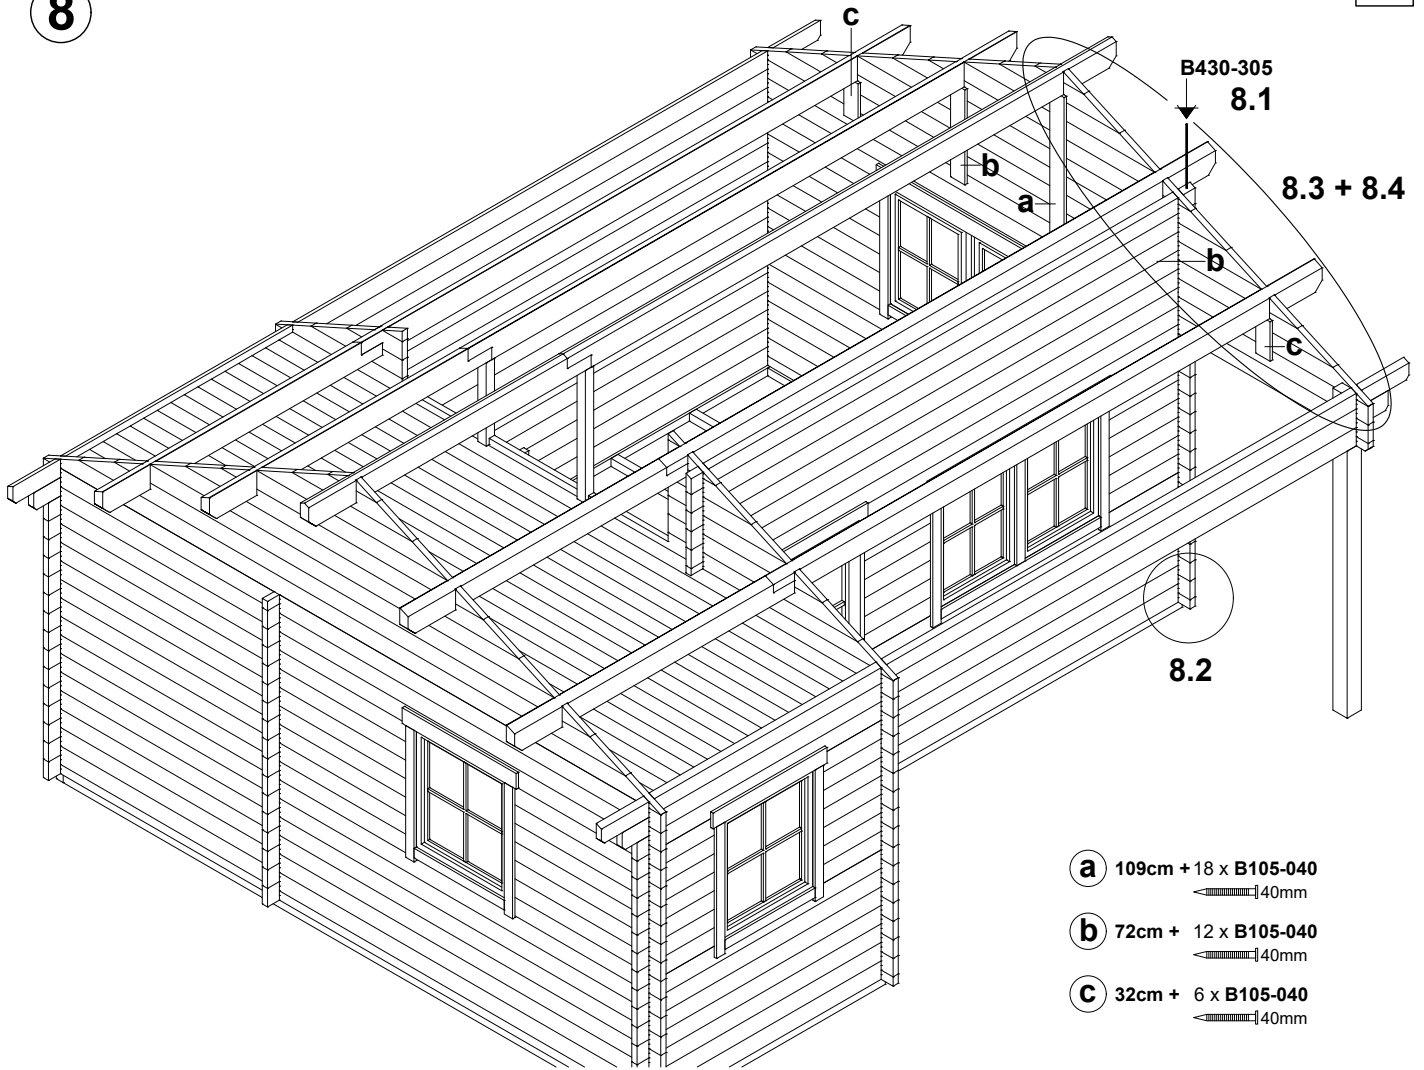 8
c
B430-305
8.1
b
8.3 + 8.4
a
b
c
8.2
a 109cm + 18 x B105-040
40mm
b 72cm + 12 x B105-040
40mm
c 32cm + 6 x B105-040
40mm